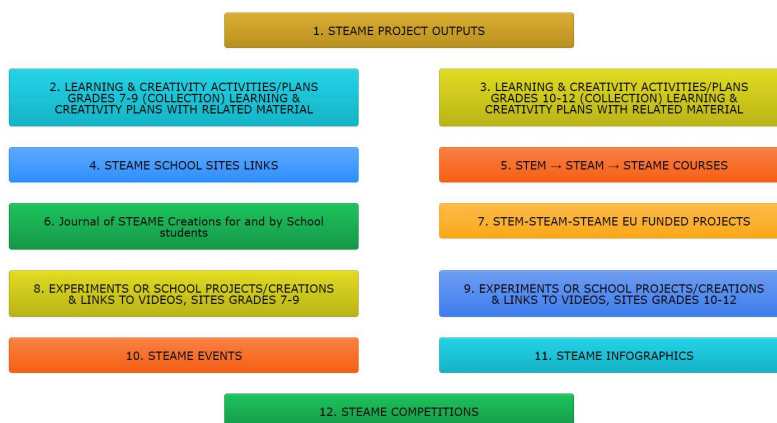 1. STEAME PROJECT OUTPUTS
2. LEARNING & CREATIVITY ACTIVITIES/PLANS
GRADES 7-9 (COLLECTION) LEARNING &
CREATIVITY PLANS WITH RELATED MATERIAL
3. LEARNING & CREATIVITY ACTIVITIES/PLANS
GRADES 10-12 (COLLECTION) LEARNING &
CREATIVITY PLANS WITH RELATED MATERIAL
4. STEAME SCHOOL SITES LINKS
5. STEM → STEAM → STEAME COURSES
6. Journal of STEAME Creations for and by School
students
7. STEM-STEAM-STEAME EU FUNDED PROJECTS
8. EXPERIMENTS OR SCHOOL PROJECTS/CREATIONS
& LINKS TO VIDEOS, SITES GRADES 7-9
9. EXPERIMENTS OR SCHOOL PROJECTS/CREATIONS
& LINKS TO VIDEOS, SITES GRADES 10-12
10. STEAME EVENTS
11. STEAME INFOGRAPHICS
12. STEAME COMPETITIONS